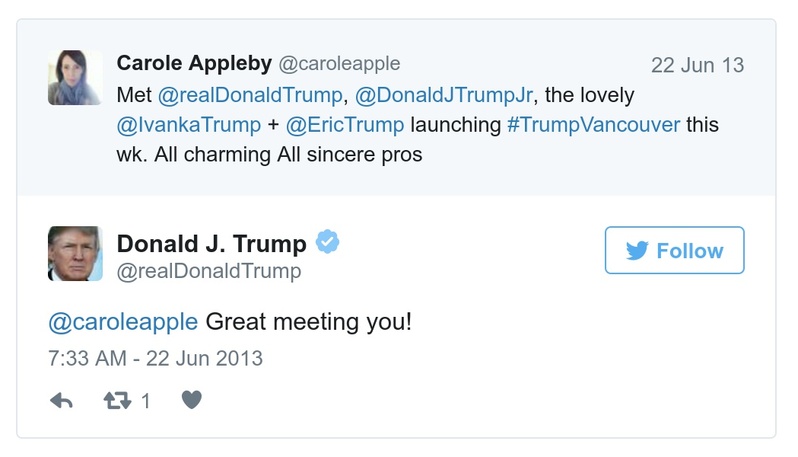 Carole Appleby @caroleapple 22 Jun 13
Met @realDonaldTrump, @DonaldJTrumpJr, the lovely
@IvankaTrump + @EricTrump launching #TrumpVancouver this
wk. All charming All sincere pros
Donald J. Trump
@realDonaldTrump
Follow
@caroleapple Great meeting you!
7:33 AM - 22 Jun 2013
1